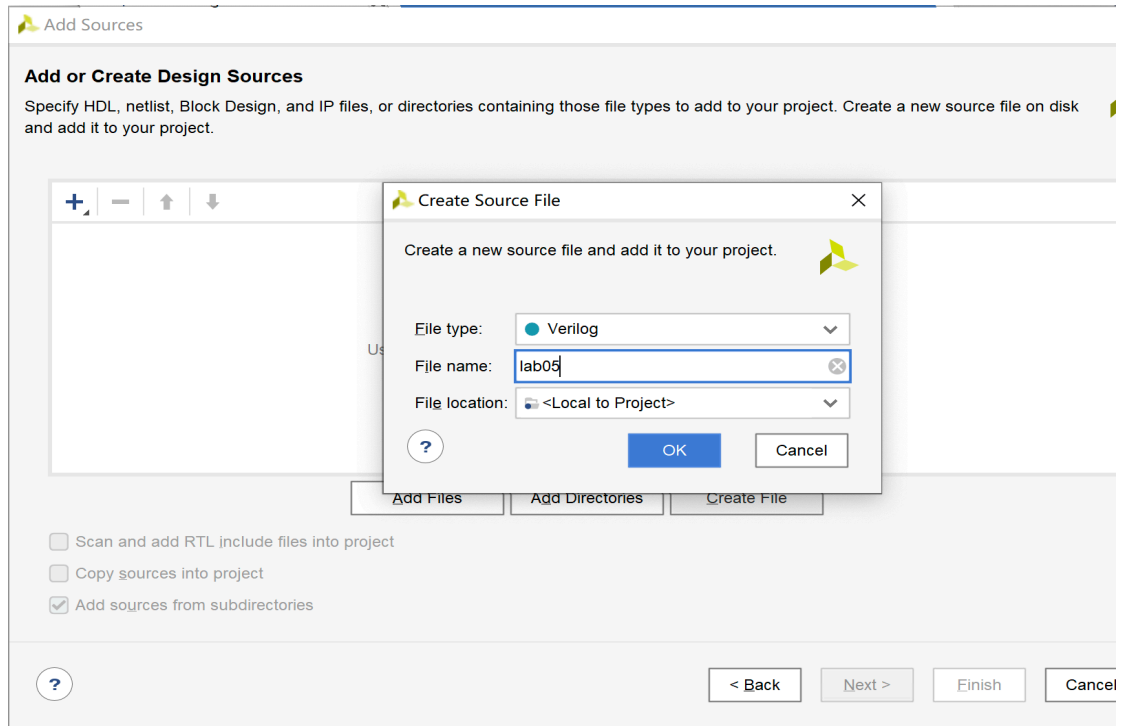 Add Sources
Add or Create Design Sources
Specify HDL, netlist, Block Design, and IP files, or directories containing those file types to add to your project. Create a new source file on disk
and add it to your project.
Create Source File
Create a new source file and add it to your project.
File type: Verilog
Us
File name: lab05
File location: <Local to Project>
? OK Cancel
Add Files Add Directories Create File
Scan and add RTL include files into project
Copy sources into project
Add sources from subdirectories
? < Back Next > Finish Cancel